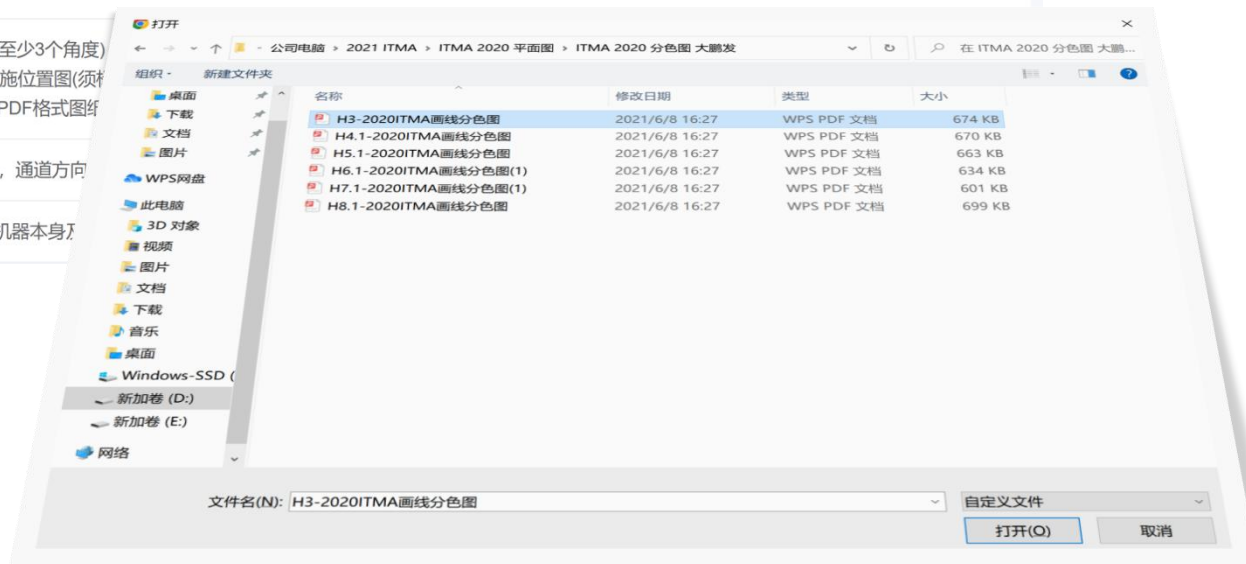 打开
至少3个角度)
公司电脑 › 2021 ITMA › ITMA 2020 平面图 › ITMA 2020 分色图 大鹏发
在 ITMA 2020 分色图 大鹏...
组织
新建文件夹
PDF格式图纸
，通道方向
机器本身及
桌面
下载
文档
图片
WPS网盘
此电脑
3D 对象
视频
图片
文档
下载
音乐
桌面
Windows-SSD (
新加卷 (D:)
新加卷 (E:)
网络
名称 修改日期 类型 大小
H3-2020ITMA画线分色图 2021/6/8 16:27 WPS PDF 文档 674 KB
H4.1-2020ITMA画线分色图 2021/6/8 16:27 WPS PDF 文档 670 KB
H5.1-2020ITMA画线分色图 2021/6/8 16:27 WPS PDF 文档 663 KB
H6.1-2020ITMA画线分色图(1) 2021/6/8 16:27 WPS PDF 文档 634 KB
H7.1-2020ITMA画线分色图(1) 2021/6/8 16:27 WPS PDF 文档 601 KB
H8.1-2020ITMA画线分色图 2021/6/8 16:27 WPS PDF 文档 699 KB
文件名(N): H3-2020ITMA画线分色图
自定义文件
打开(O) 取消
施位置图(须